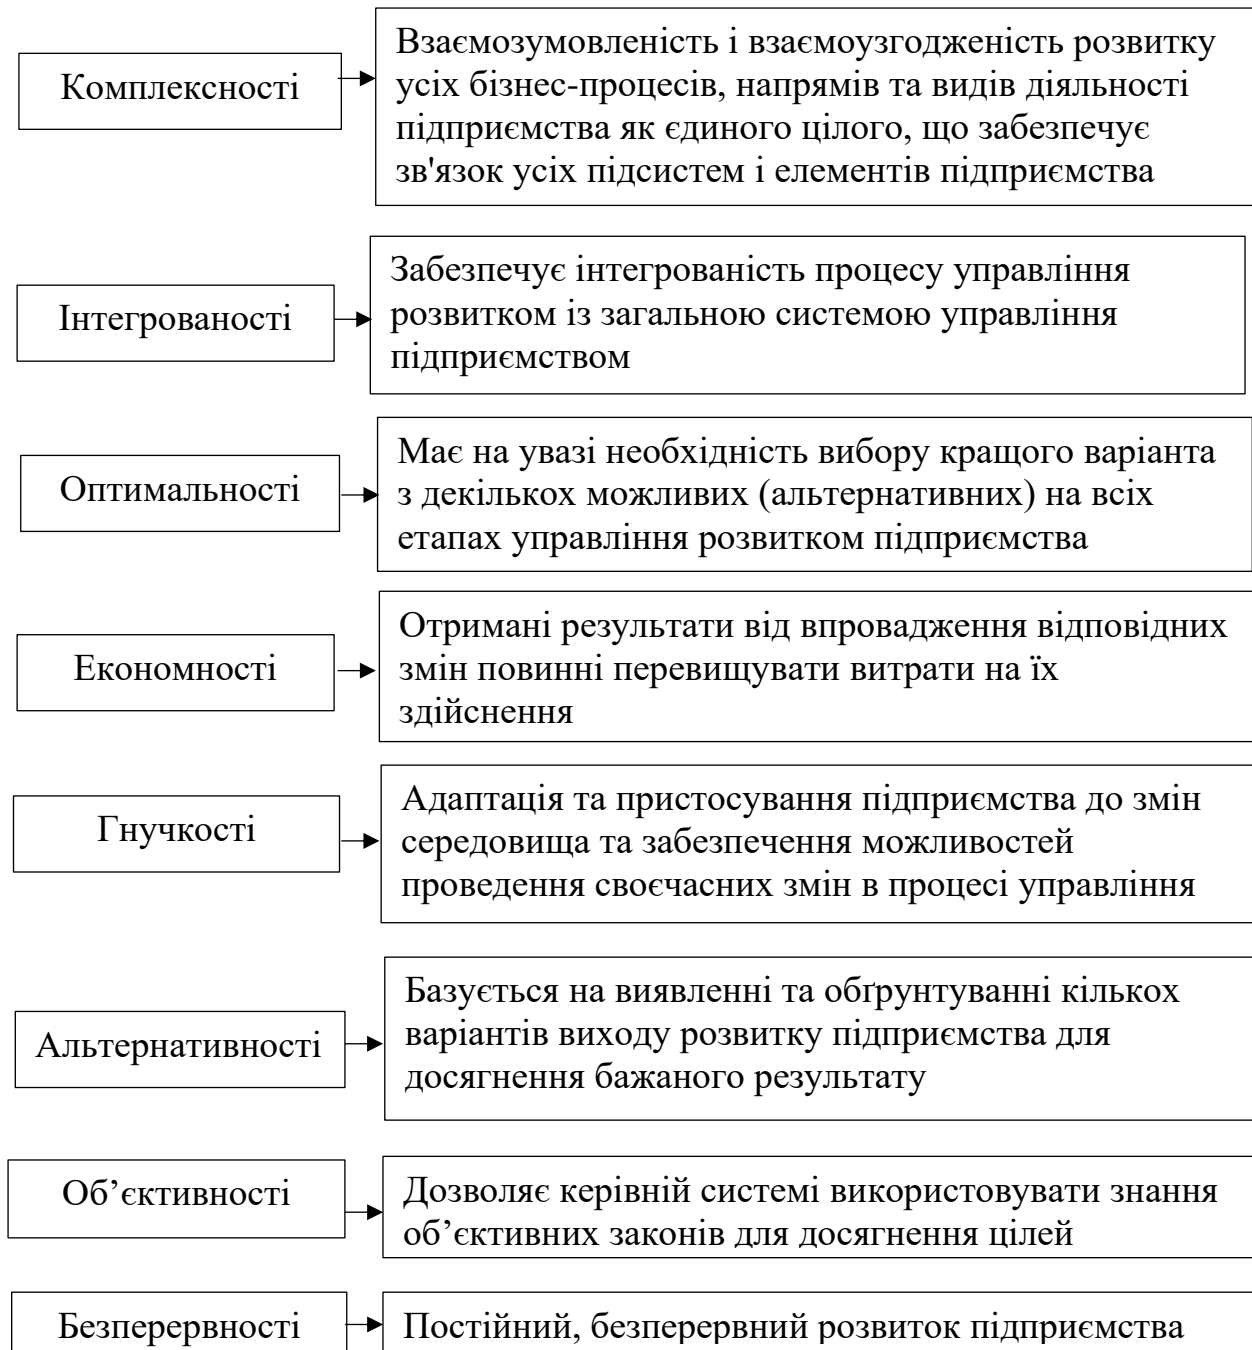 Комплексності
Взаємозумовленість і взаємоузгодженість розвитку
усіх бізнес-процесів, напрямів та видів діяльності
підприємства як єдиного цілого, що забезпечує
зв'язок усіх підсистем і елементів підприємства
Інтегрованості
Забезпечує інтегрованість процесу управління
розвитком із загальною системою управління
підприємством
Оптимальності
Має на увазі необхідність вибору кращого варіанта
з декількох можливих (альтернативних) на всіх
етапах управління розвитком підприємства
Економності
Отримані результати від впровадження відповідних
змін повинні перевищувати витрати на їх
здійснення
Гнучкості
Адаптація та пристосування підприємства до змін
середовища та забезпечення можливостей
проведення своєчасних змін в процесі управління
Альтернативності
Базується на виявленні та обґрунтуванні кількох
варіантів виходу розвитку підприємства для
досягнення бажаного результату
Об’єктивності
Дозволяє керівній системі використовувати знання
об’єктивних законів для досягнення цілей
Безперервності
Постійний, безперервний розвиток підприємства